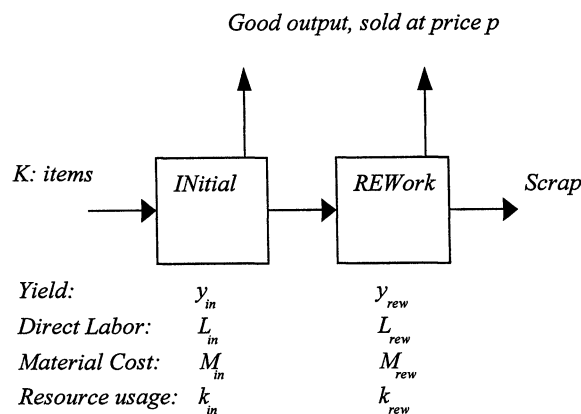 Good output, sold at price p
K: items
INitial
REWork
Scrap
Yield: y_in y_rew
Direct Labor: L_in L_rew
Material Cost: M_in M_rew
Resource usage: k_in k_rew